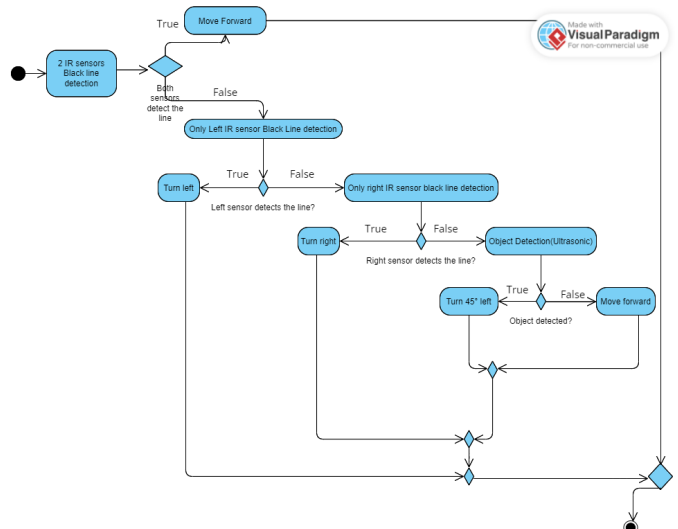 True
Move Forward
Made with
Visual Paradigm
For non-commercial use
2 IR sensors
Black line
detection
Both
sensors
detect the
line
False
Only Left IR sensor Black Line detection
True
False
Turn left
Only right IR sensor black line detection
Left sensor detects the line?
True
False
Turn right
Object Detection(Ultrasonic)
Right sensor detects the line?
True
False
Turn 45° left
Move forward
Object detected?